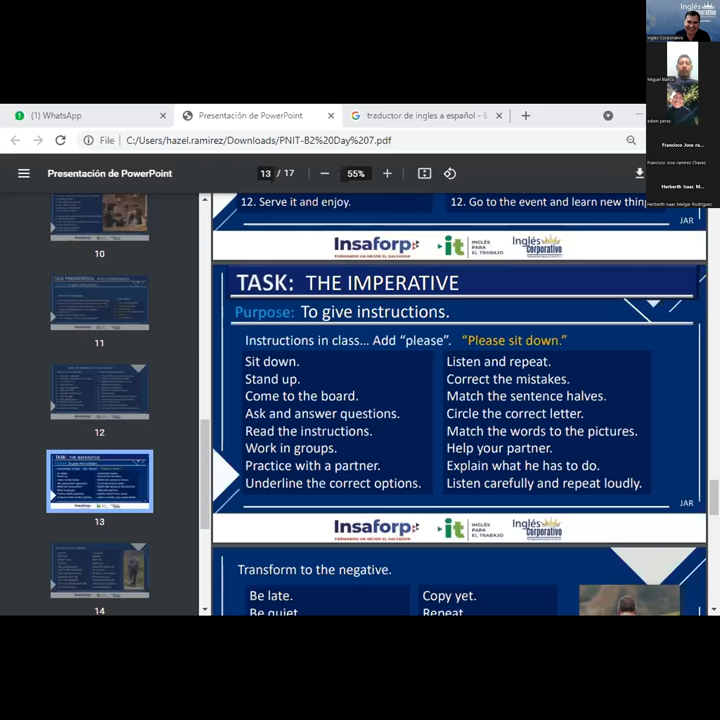 Inglés
Corporativo
Ingles Corporativo
Miguel Blanco
edwin perez
Francisco Jose ra...
Francisco Jose ramirez Chavez
Herberth Isaac M...
Herberth Isaac Melgar Rodriguez
(1) WhatsApp
Presentación de PowerPoint
traductor de ingles a español - B
File
C:/Users/hazel.ramirez/Downloads/PNIT-B2%20Day%207.pdf
Presentación de PowerPoint
13 / 17
55%
10
11
12
13
14
12. Serve it and enjoy.
12. Go to the event and learn new thin
JAR
Insaforp
FORMANDO UN MEJOR EL SALVADOR
it
INGLÉS
PARA
EL TRABAJO
Inglés
Corporativo
TASK: THE IMPERATIVE
Purpose: To give instructions.
Instructions in class... Add “please”. “Please sit down.”
Sit down.
Stand up.
Come to the board.
Ask and answer questions.
Read the instructions.
Work in groups.
Practice with a partner.
Underline the correct options.
Listen and repeat.
Correct the mistakes.
Match the sentence halves.
Circle the correct letter.
Match the words to the pictures.
Help your partner.
Explain what he has to do.
Listen carefully and repeat loudly.
JAR
Insaforp
FORMANDO UN MEJOR EL SALVADOR
it
INGLÉS
PARA
EL TRABAJO
Inglés
Corporativo
Transform to the negative.
Be late.
Be quiet
Copy yet.
Repeat